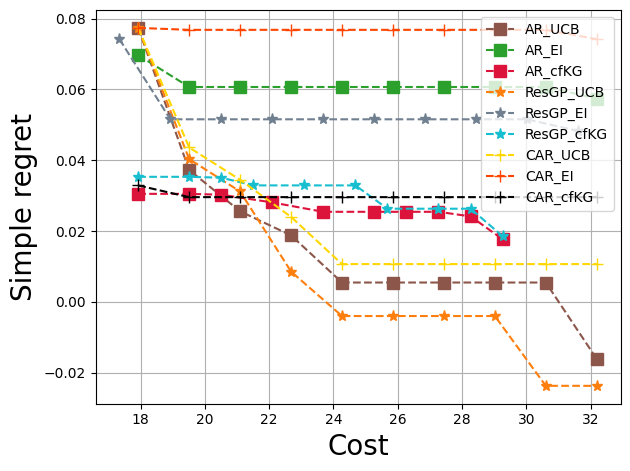 0.08
0.06
0.04
0.02
0.00
−0.02
Simple regret
18
20
22
24
26
28
30
32
Cost
AR_UCB
AR_EI
AR_cfKG
ResGP_UCB
ResGP_EI
ResGP_cfKG
CAR_UCB
CAR_EI
CAR_cfKG